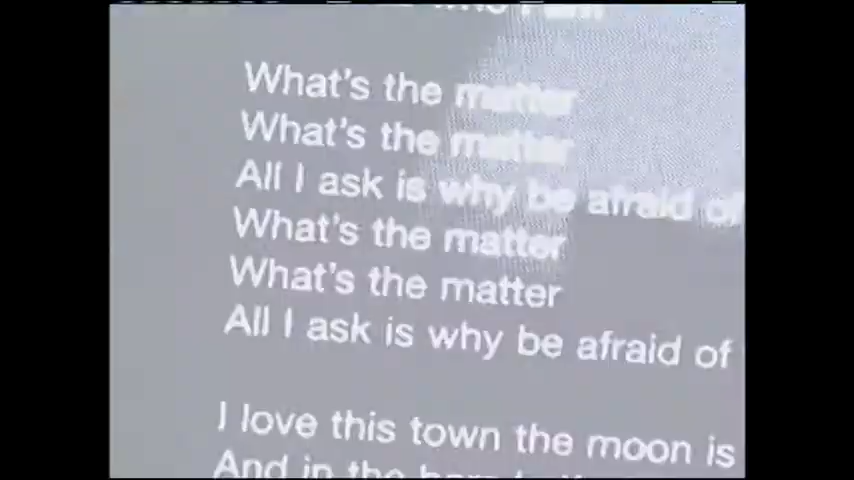 What's the matter
What's the matter
All I ask is why be afraid of
What's the matter
What's the matter
All I ask is why be afraid of
I love this town the moon is
And in the